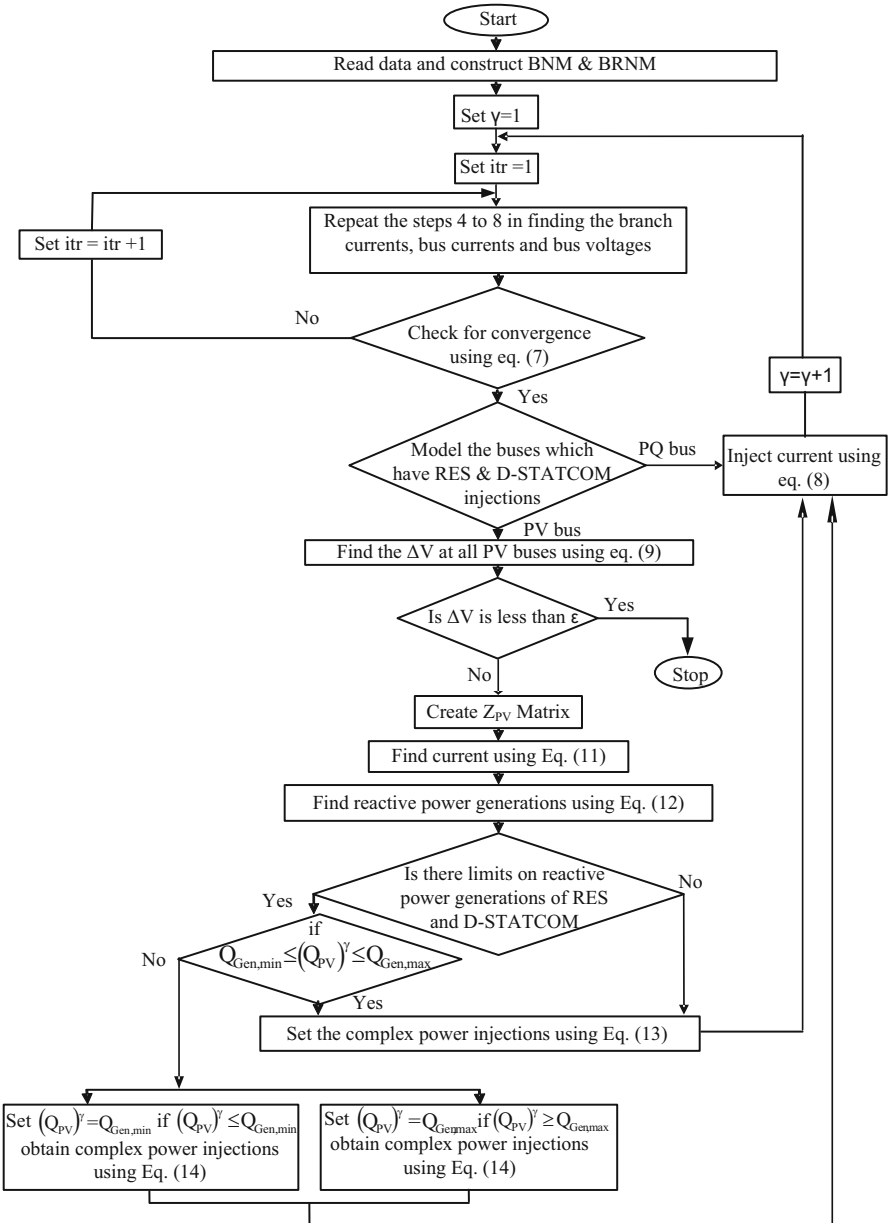 Start
Read data and construct BNM & BRNM
Set γ=1
Set itr =1
Repeat the steps 4 to 8 in finding the branch
currents, bus currents and bus voltages
Set itr = itr +1
No
Check for convergence
using eq. (7)
γ=γ+1
Yes
Model the buses which
have RES & D-STATCOM
injections
PQ bus
Inject current using
eq. (8)
PV bus
Find the ΔV at all PV buses using eq. (9)
Is ΔV is less than ε
Yes
Stop
No
Create Z_PV Matrix
Find current using Eq. (11)
Find reactive power generations using Eq. (12)
Is there limits on reactive
power generations of RES
and D-STATCOM
No
Yes
if
Q_Gen,min ≤ (Q_PV)^γ ≤ Q_Gen,max
No
Yes
Set the complex power injections using Eq. (13)
Set (Q_PV)^γ = Q_Gen,min if (Q_PV)^γ ≤ Q_Gen,min
obtain complex power injections
using Eq. (14)
Set (Q_PV)^γ = Q_Gen,max if (Q_PV)^γ ≥ Q_Gen,max
obtain complex power injections
using Eq. (14)